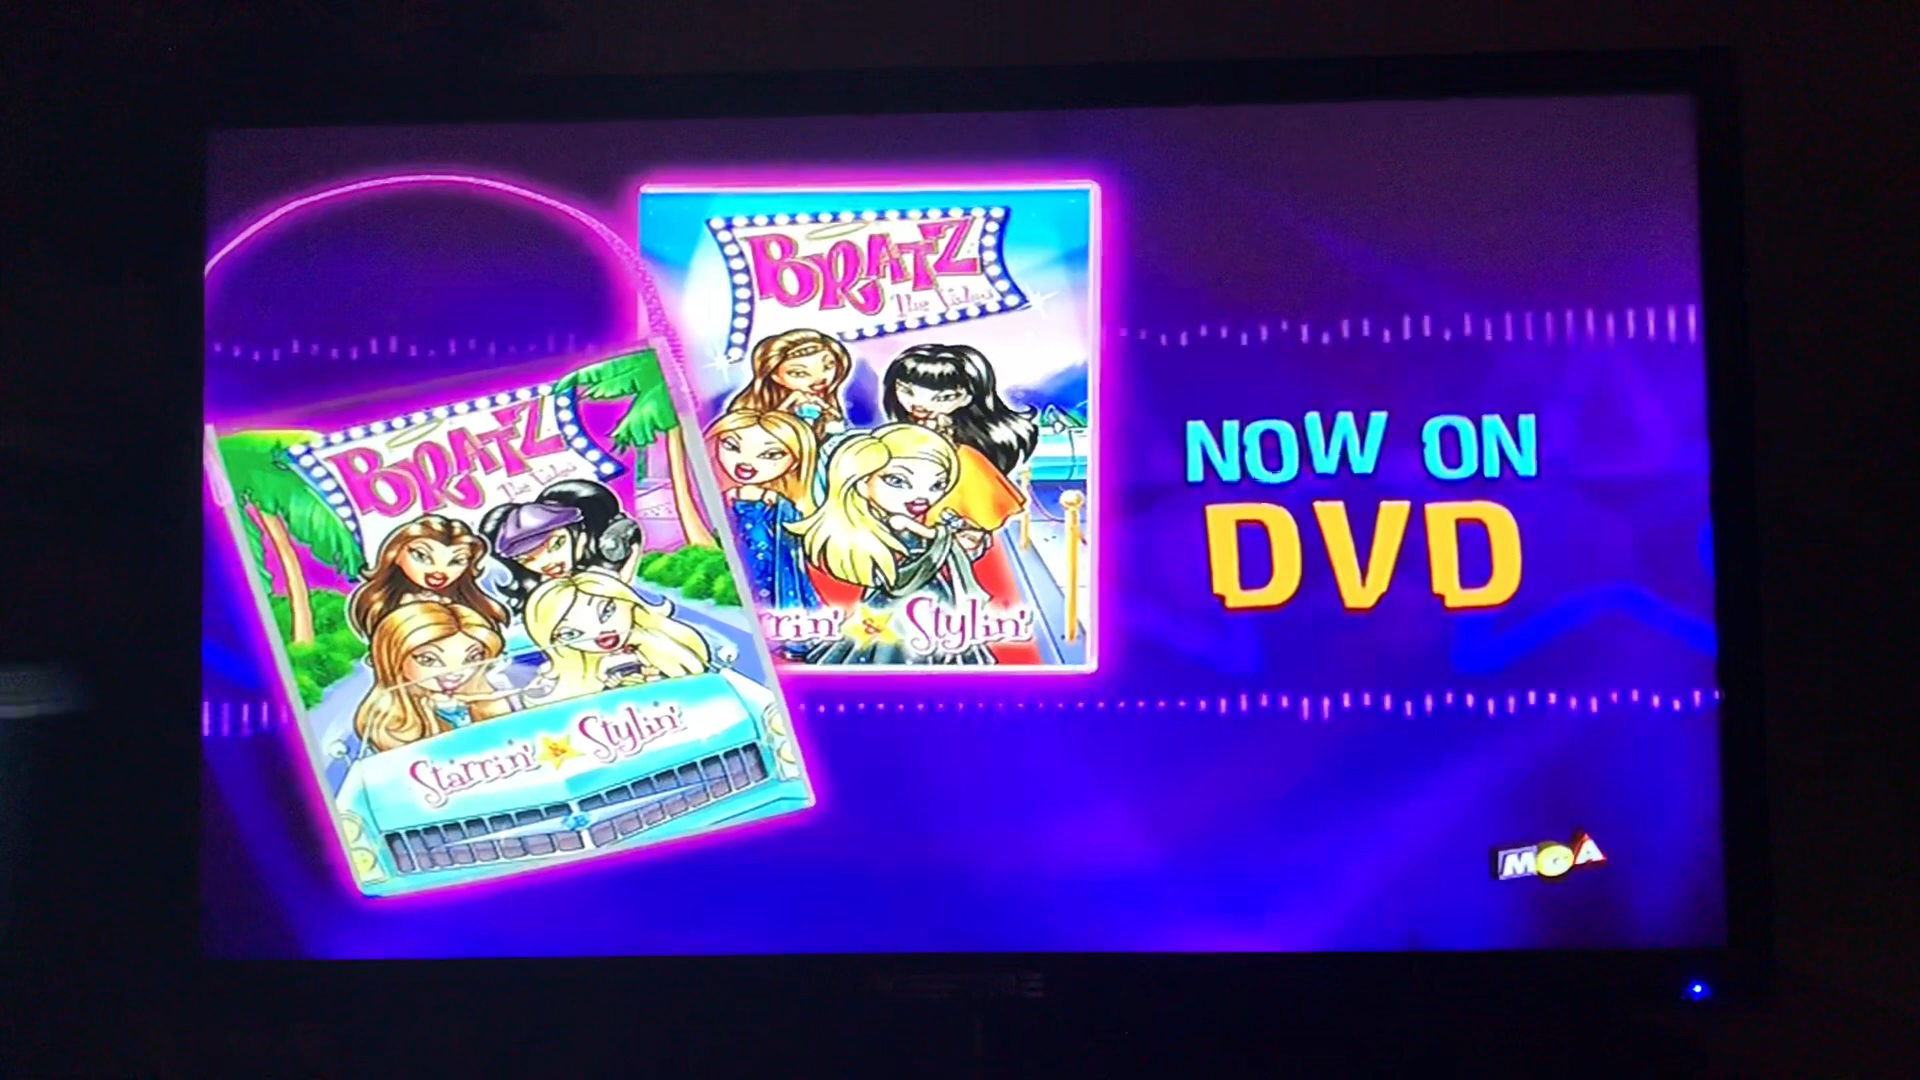 BRATZ
The Video
Starrin' & Stylin'
BRATZ
The Video
rrin' & Stylin'
NOW ON
DVD
MGA